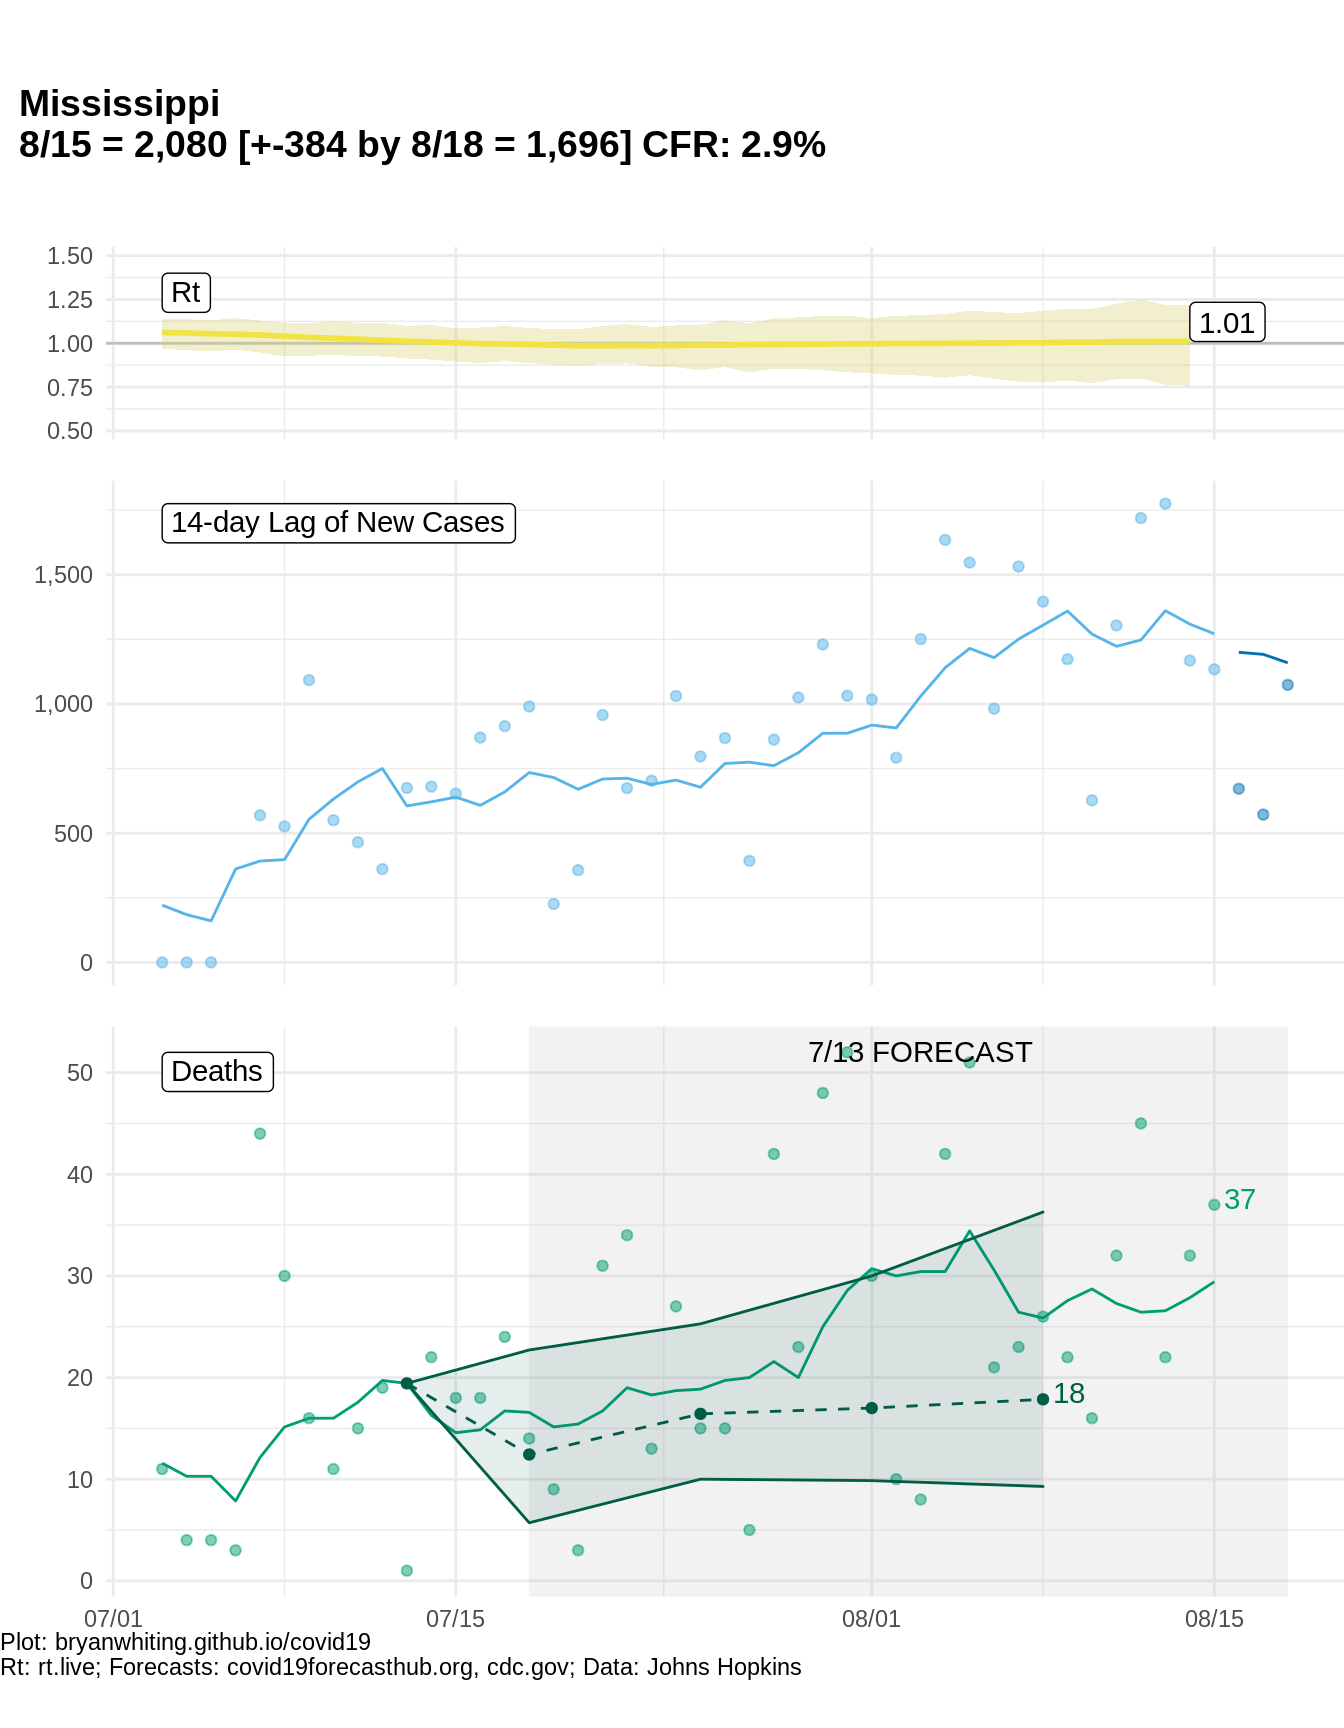 Mississippi
8/15 = 2,080 [+-384 by 8/18 = 1,696] CFR: 2.9%
1.50
1.25
1.00
0.75
0.50
Rt
1.01
14-day Lag of New Cases
1,500
1,000
500
0
7/13 FORECAST
Deaths
50
40
30
20
10
0
37
18
07/01
07/15
08/01
08/15
Plot: bryanwhiting.github.io/covid19
Rt: rt.live; Forecasts: covid19forecasthub.org, cdc.gov; Data: Johns Hopkins